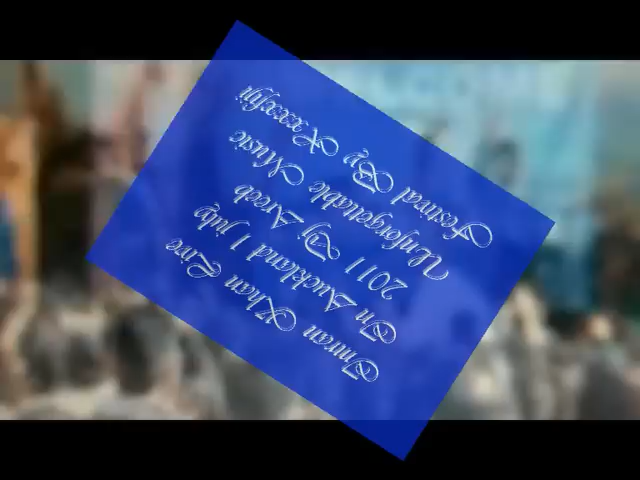 Imran Khan Live
In Auckland 1 july
2011 By Areeb
Unforgettable Music
Festival By